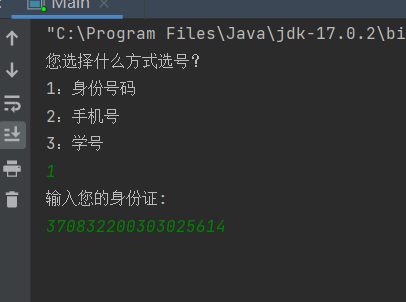 Main
"C:\Program Files\Java\jdk-17.0.2\bi
您选择什么方式选号?
1: 身份号码
2: 手机号
3: 学号
1
输入您的身份证:
370832200303025614